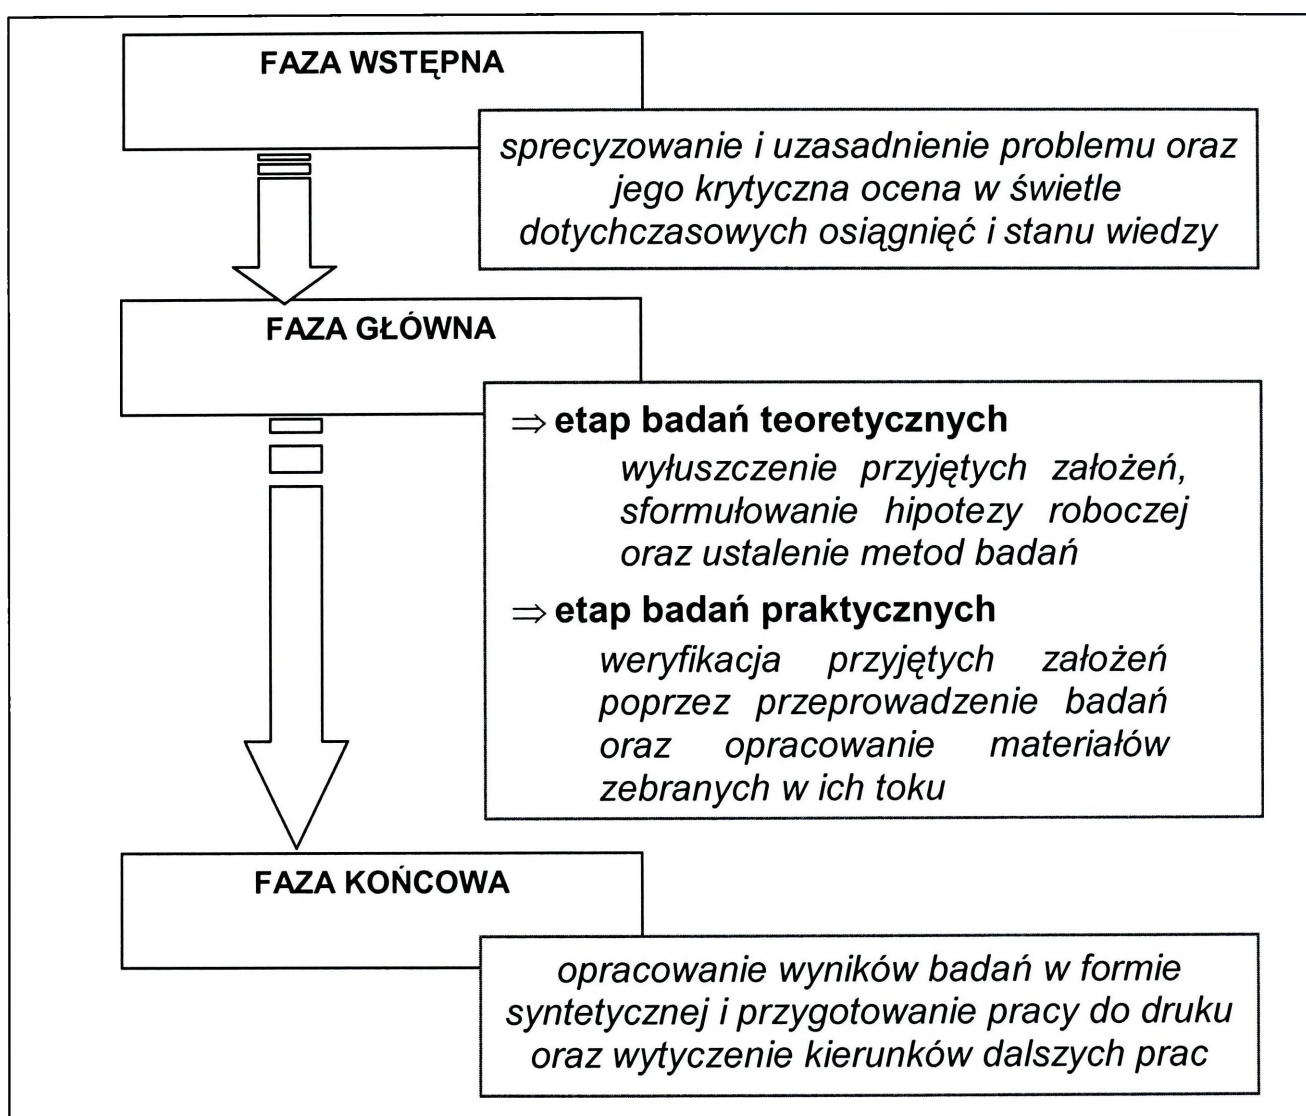 FAZA WSTĘPNA
sprecyzowanie i uzasadnienie problemu oraz
jego krytyczna ocena w świetle
dotychczasowych osiągnięć i stanu wiedzy
FAZA GŁÓWNA
⇒ etap badań teoretycznych
wyłuszczenie przyjętych założeń,
sformułowanie hipotezy roboczej
oraz ustalenie metod badań
⇒ etap badań praktycznych
weryfikacja przyjętych założeń
poprzez przeprowadzenie badań
oraz opracowanie materiałów
zebranych w ich toku
FAZA KOŃCOWA
opracowanie wyników badań w formie
syntetycznej i przygotowanie pracy do druku
oraz wytyczenie kierunków dalszych prac